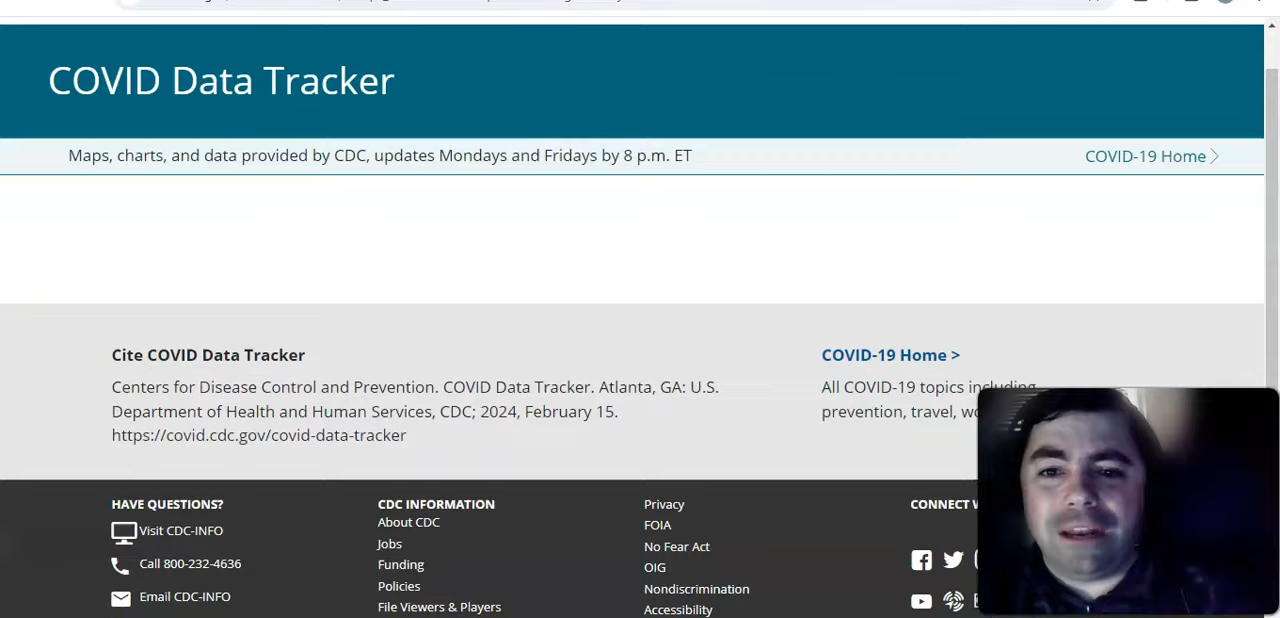 COVID Data Tracker
Maps, charts, and data provided by CDC, updates Mondays and Fridays by 8 p.m. ET
COVID-19 Home
Cite COVID Data Tracker
Centers for Disease Control and Prevention. COVID Data Tracker. Atlanta, GA: U.S.
Department of Health and Human Services, CDC; 2024, February 15.
https://covid.cdc.gov/covid-data-tracker
COVID-19 Home >
All COVID-19 topics including
prevention, travel,
HAVE QUESTIONS?
Visit CDC-INFO
Call 800-232-4636
Email CDC-INFO
CDC INFORMATION
About CDC
Jobs
Funding
Policies
File Viewers & Players
Privacy
FOIA
No Fear Act
OIG
Nondiscrimination
Accessibility
CONNECT